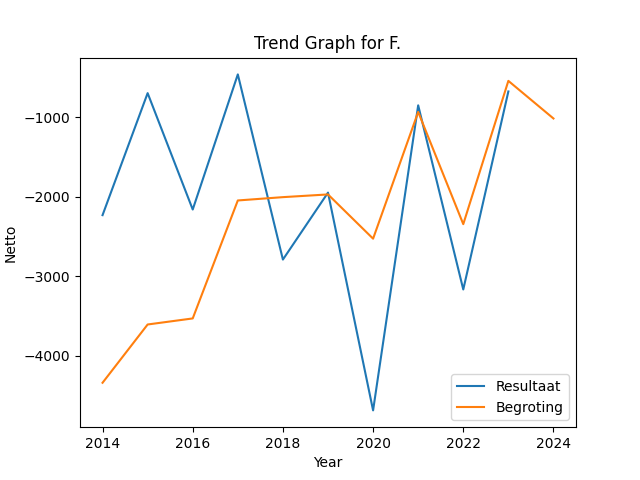 Trend Graph for F.
Netto
−1000
−2000
−3000
−4000
Resultaat
Begroting
2014
2016
2018
2020
2022
2024
Year